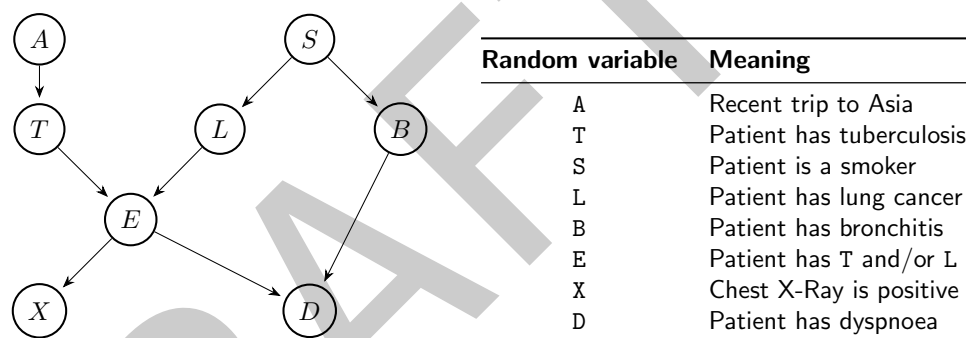 A
S
T
L
B
E
X
D
Random variable Meaning
A Recent trip to Asia
T Patient has tuberculosis
S Patient is a smoker
L Patient has lung cancer
B Patient has bronchitis
E Patient has T and/or L
X Chest X-Ray is positive
D Patient has dyspnoea
DRAFT